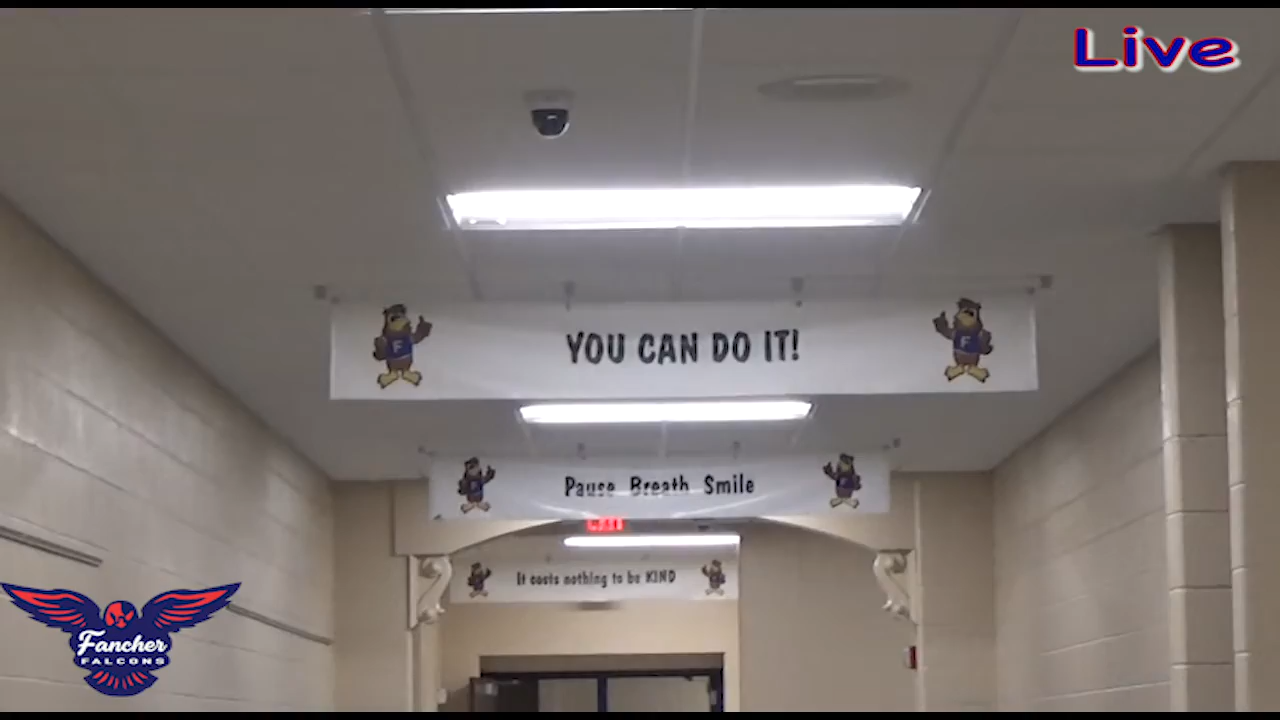 Live
YOU CAN DO IT!
F
F
Pause Breath Smile
EXIT
It costs nothing to be KIND
Fancher
FALCONS